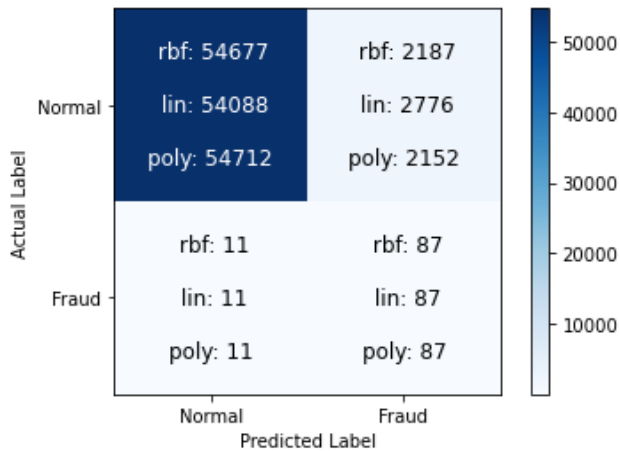 rbf: 54677
rbf: 2187
50000
Normal
lin: 54088
lin: 2776
40000
poly: 54712
poly: 2152
30000
Actual Label
rbf: 11
rbf: 87
20000
Fraud
lin: 11
lin: 87
poly: 11
poly: 87
10000
Normal
Fraud
Predicted Label